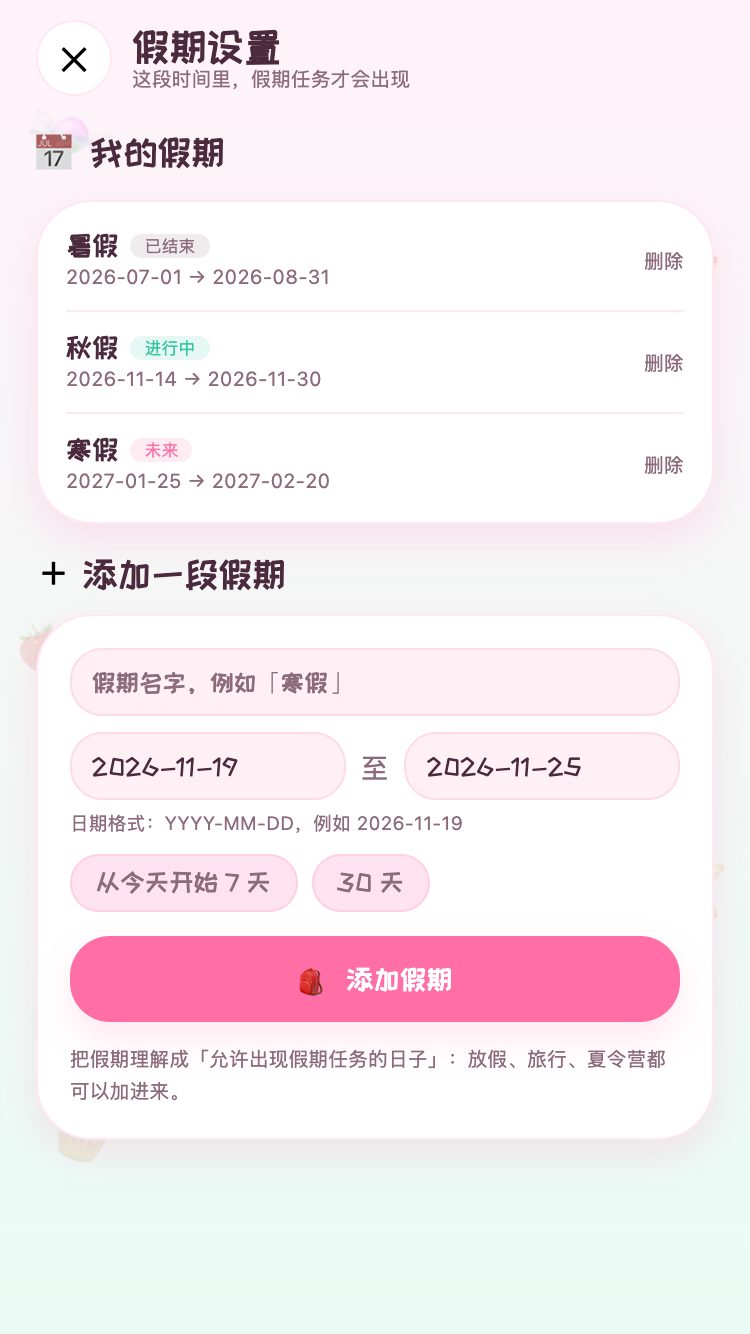 假期设置
这段时间里，假期任务才会出现
JUL 17 我的假期
暑假 已结束
2026-07-01 → 2026-08-31
删除
秋假 进行中
2026-11-14 → 2026-11-30
删除
寒假 未来
2027-01-25 → 2027-02-20
删除
+ 添加一段假期
假期名字，例如「寒假」
2026-11-19 至 2026-11-25
日期格式：YYYY-MM-DD，例如 2026-11-19
从今天开始 7 天 30 天
添加假期
把假期理解成「允许出现假期任务的日子」：放假、旅行、夏令营都
可以加进来。